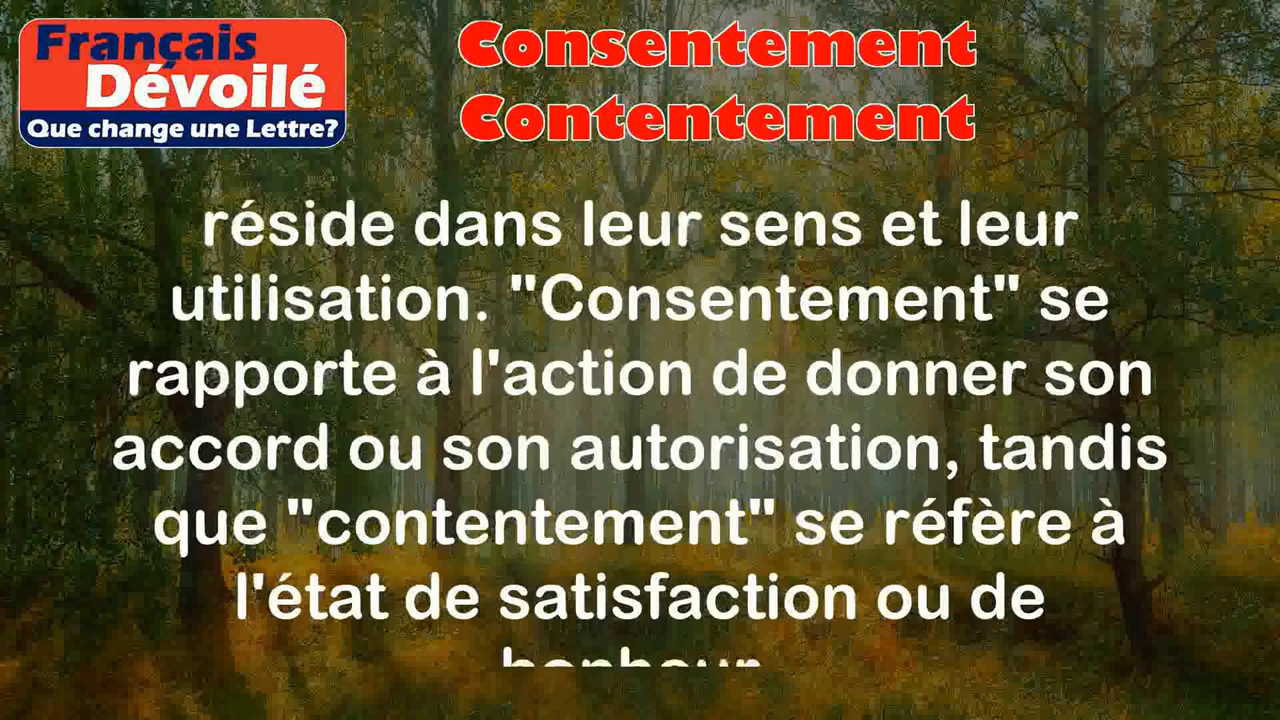 Français
Dévoilé
Que change une Lettre?
Consentement
Contentement
réside dans leur sens et leur
utilisation. "Consentement" se
rapporte à l'action de donner son
accord ou son autorisation, tandis
que "contentement" se réfère à
l'état de satisfaction ou de